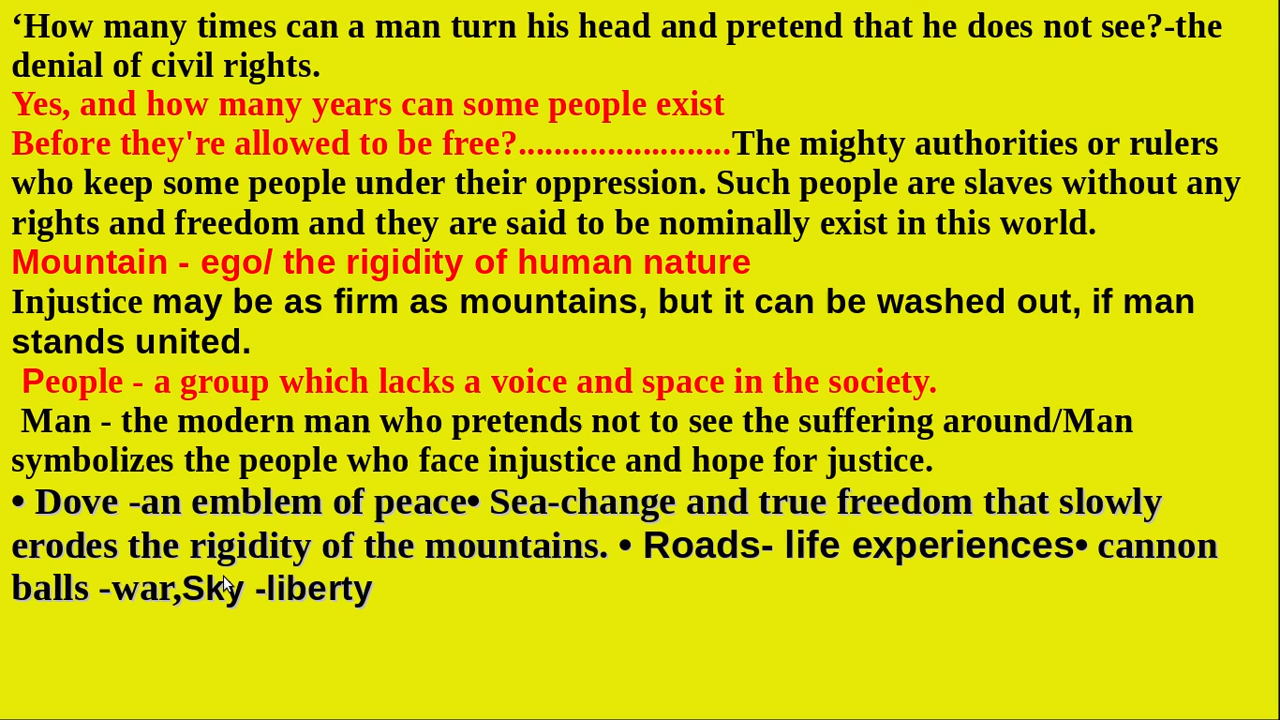 ‘How many times can a man turn his head and pretend that he does not see?-the
denial of civil rights.
Yes, and how many years can some people exist
Before they're allowed to be free?........................The mighty authorities or rulers
who keep some people under their oppression. Such people are slaves without any
rights and freedom and they are said to be nominally exist in this world.
Mountain - ego/ the rigidity of human nature
Injustice may be as firm as mountains, but it can be washed out, if man
stands united.
People - a group which lacks a voice and space in the society.
Man - the modern man who pretends not to see the suffering around/Man
symbolizes the people who face injustice and hope for justice.
• Dove -an emblem of peace• Sea-change and true freedom that slowly
erodes the rigidity of the mountains. • Roads- life experiences• cannon
balls -war,Sky -liberty